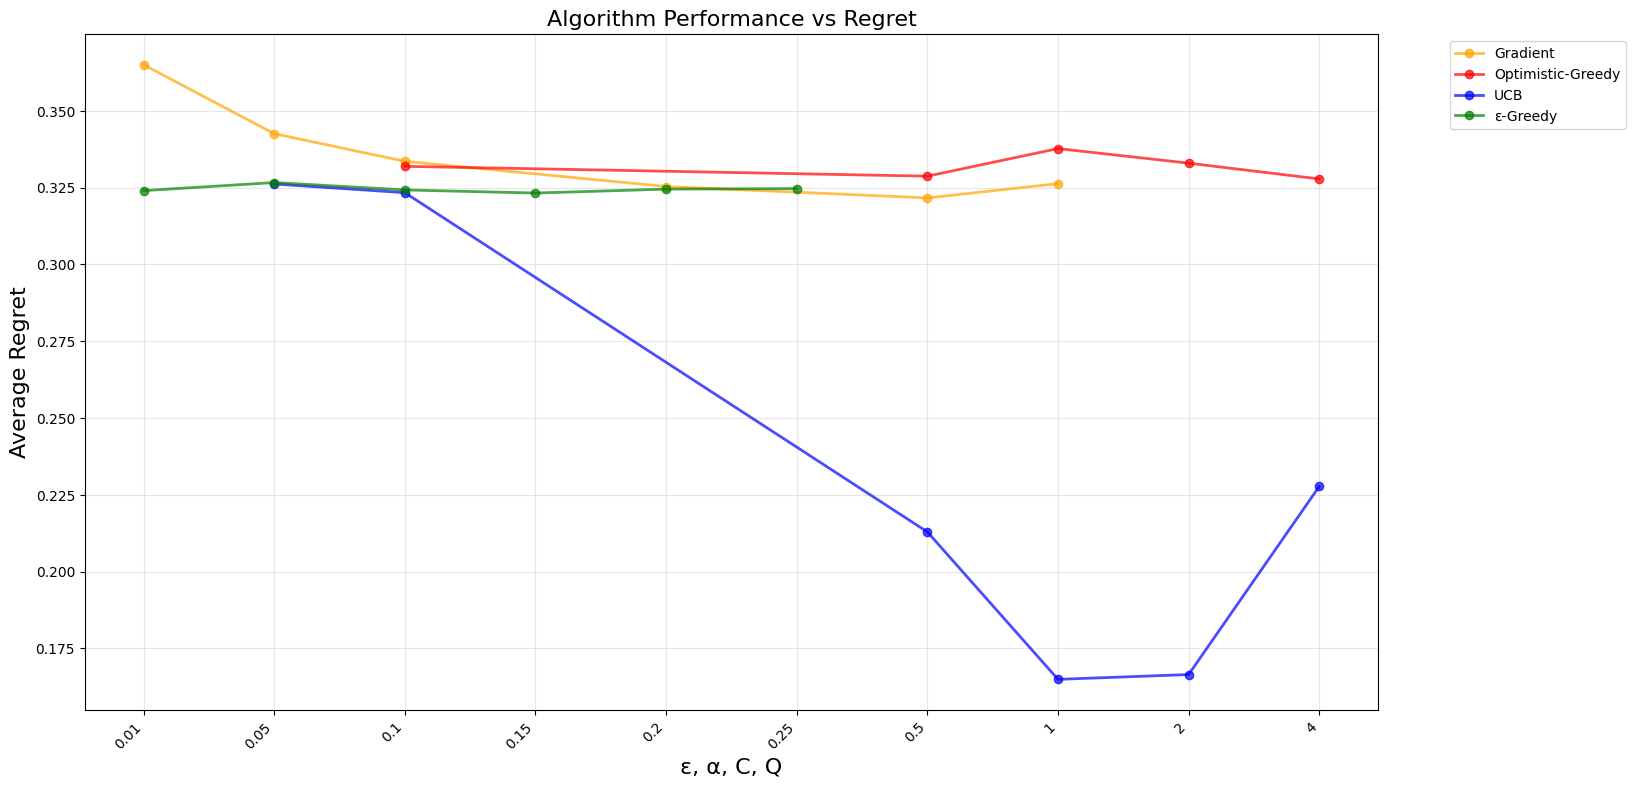 Algorithm Performance vs Regret
Gradient
Optimistic-Greedy
UCB
ε-Greedy
Average Regret
0.350
0.325
0.300
0.275
0.250
0.225
0.200
0.175
0.01
0.05
0.1
0.15
0.2
0.25
0.5
1
2
4
ε, α, C, Q